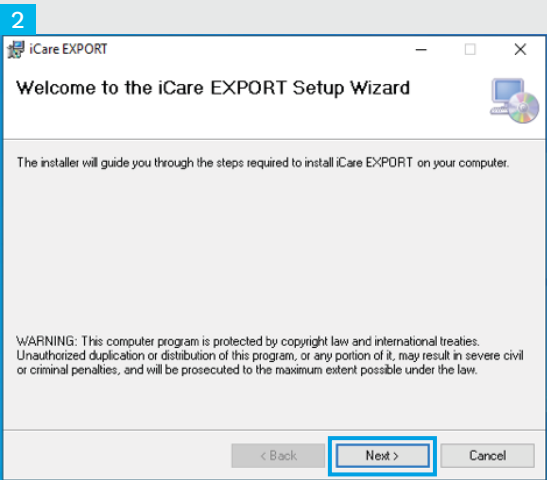 2
iCare EXPORT
Welcome to the iCare EXPORT Setup Wizard
The installer will guide you through the steps required to install iCare EXPORT on your computer.
WARNING: This computer program is protected by copyright law and international treaties.
Unauthorized duplication or distribution of this program, or any portion of it, may result in severe civil
or criminal penalties, and will be prosecuted to the maximum extent possible under the law.
< Back
Next >
Cancel